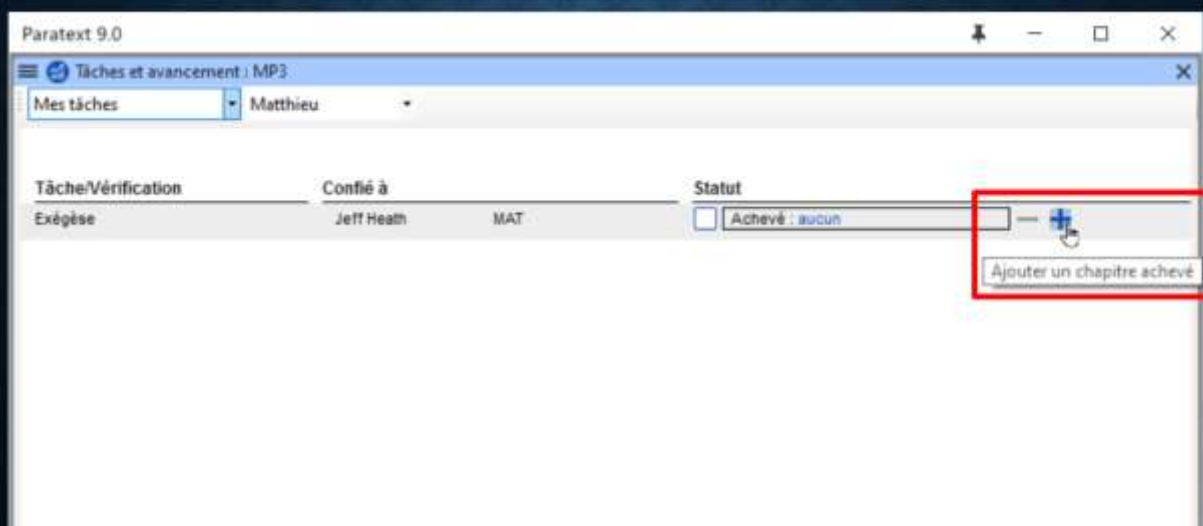 Paratext 9.0
Tâches et avancement : MP3
Mes tâches Matthieu
Tâche/Vérification Confié à Statut
Exégèse Jeff Heath MAT Achevé : aucun
Ajouter un chapitre achevé